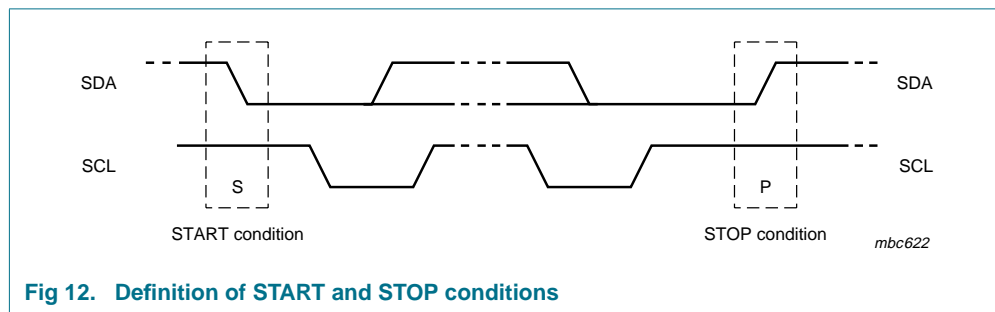 SDA
SDA
SCL
SCL
S
P
START condition
STOP condition
mbc622
Fig 12. Definition of START and STOP conditions